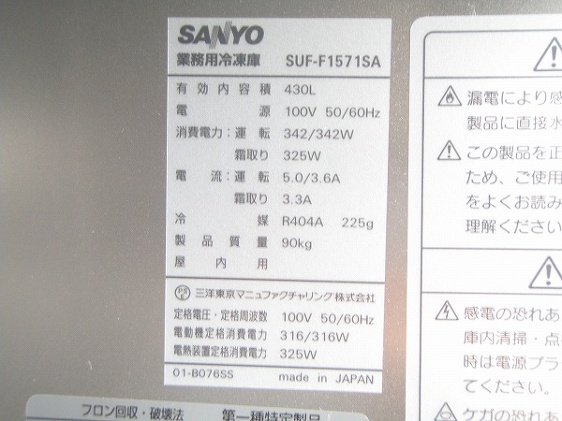 SANYO
業務用冷凍庫 SUF-F1571SA
有効内容積 430L
電源 100V 50/60Hz
消費電力:運転 342/342W
霜取り 325W
電流:運転 5.0/3.6A
霜取り 3.3A
冷媒 R404A 225g
製品質量 90kg
屋内用
三洋東京マニュファクチャリング株式会社
定格電圧・定格周波数 100V 50/60Hz
電動機定格消費電力 316/316W
電熱装置定格消費電力 325W
01-B076SS made in JAPAN
フロン回収・破壊法 第一種特定製品
漏電により感
製品に直接水
この製品を正
ため、ご使用
をよくお読み
理解ください
感電の恐れあ
庫内清掃・点
時は電源プラ
てください。
ケガの恐れあ